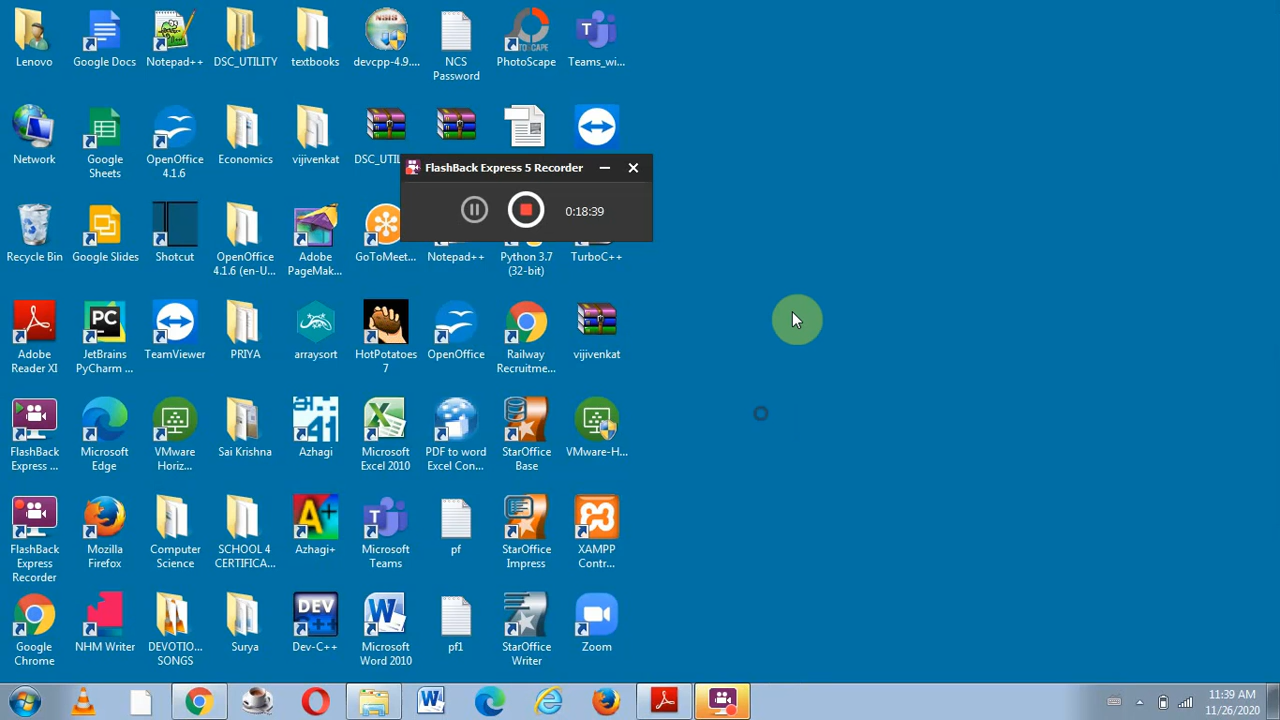 Lenovo
Google Docs
Notepad++
DSC_UTILITY
textbooks
devcpp-4.9....
NCS
Password
PhotoScape
Teams_wi...
Network
Google
Sheets
OpenOffice
4.1.6
Economics
vijivenkat
DSC_UTIL
FlashBack Express 5 Recorder
0:18:39
Recycle Bin
Google Slides
Shotcut
OpenOffice
4.1.6 (en-U...
Adobe
PageMak...
GoToMeet...
Notepad++
Python 3.7
(32-bit)
TurboC++
Adobe
Reader XI
JetBrains
PyCharm ...
TeamViewer
PRIYA
arraysort
HotPotatoes
7
OpenOffice
Railway
Recruitme...
vijivenkat
FlashBack
Express ...
Microsoft
Edge
VMware
Horiz...
Sai Krishna
Azhagi
Microsoft
Excel 2010
PDF to word
Excel Con...
StarOffice
Base
VMware-H...
FlashBack
Express
Recorder
Mozilla
Firefox
Computer
Science
SCHOOL 4
CERTIFICA...
Azhagi+
Microsoft
Teams
pf
StarOffice
Impress
XAMPP
Contr...
Google
Chrome
NHM Writer
DEVOTIO...
SONGS
Surya
Dev-C++
Microsoft
Word 2010
pf1
StarOffice
Writer
Zoom
11:39 AM
11/26/2020